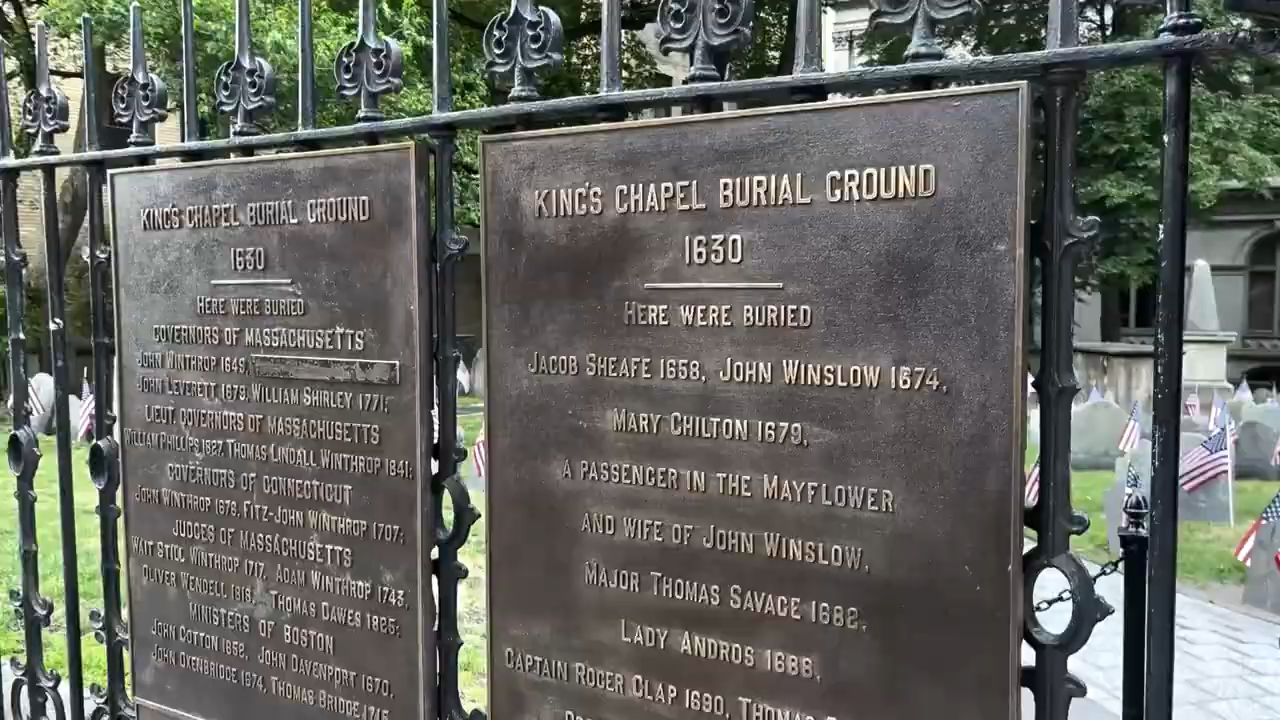 KING'S CHAPEL BURIAL GROUND
1630
HERE WERE BURIED
GOVERNORS OF MASSACHUSETTS
JOHN WINTHROP 1649,
JOHN LEVERETT, 1679, WILLIAM SHIRLEY 1771;
LIEUT. GOVERNORS OF MASSACHUSETTS
WILLIAM PHILLIPS 1827, THOMAS LINDALL WINTHROP 1841;
GOVERNORS OF CONNECTICUT
JOHN WINTHROP 1676, FITZ-JOHN WINTHROP 1707;
JUDGES OF MASSACHUSETTS
WAIT STILL WINTHROP 1717, ADAM WINTHROP 1743,
OLIVER WENDELL 1818, THOMAS DAWES 1825;
MINISTERS OF BOSTON
JOHN COTTON 1652, JOHN DAVENPORT 1670,
JOHN OXENBRIDGE 1674, THOMAS BRIDGE 1715
KING'S CHAPEL BURIAL GROUND
1630
HERE WERE BURIED
JACOB SHEAFE 1658, JOHN WINSLOW 1674,
MARY CHILTON 1679,
A PASSENGER IN THE MAYFLOWER
AND WIFE OF JOHN WINSLOW,
MAJOR THOMAS SAVAGE 1682,
LADY ANDROS 1688,
CAPTAIN ROGER CLAP 1690, THOMAS